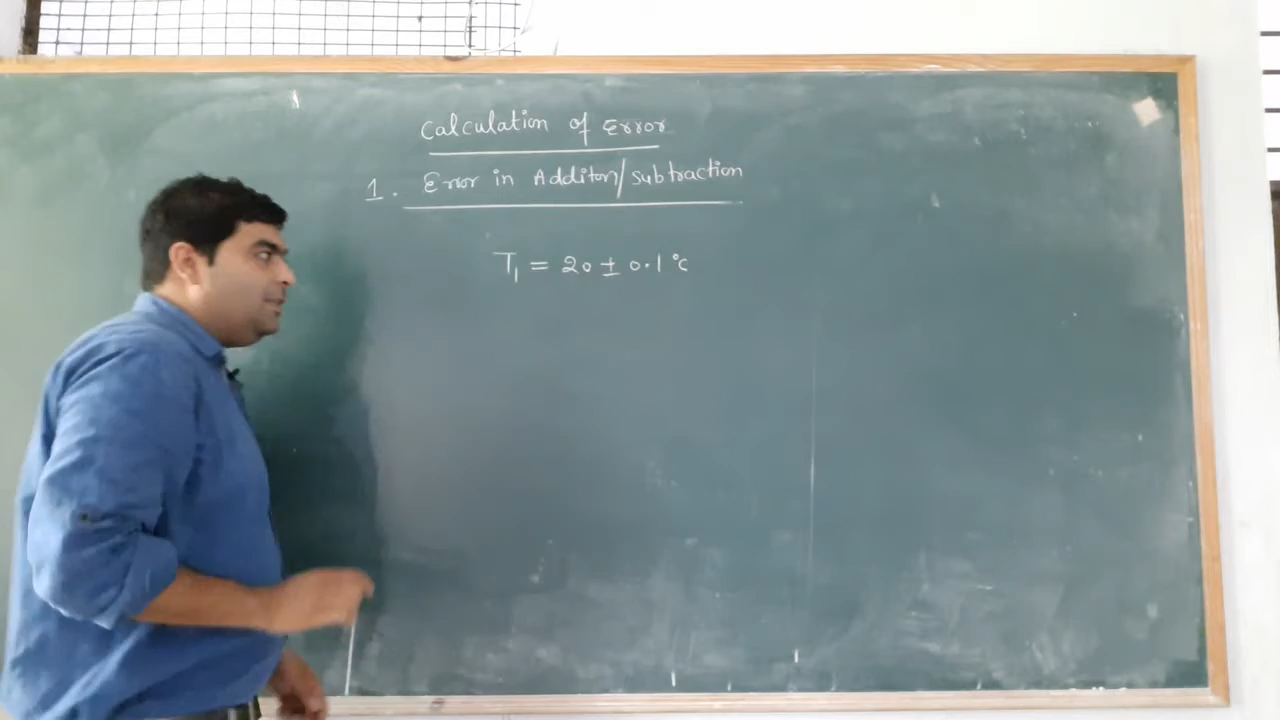 Calculation of Error
1. Error in Additon/subtraction
T₁ = 20 ± 0.1 °c